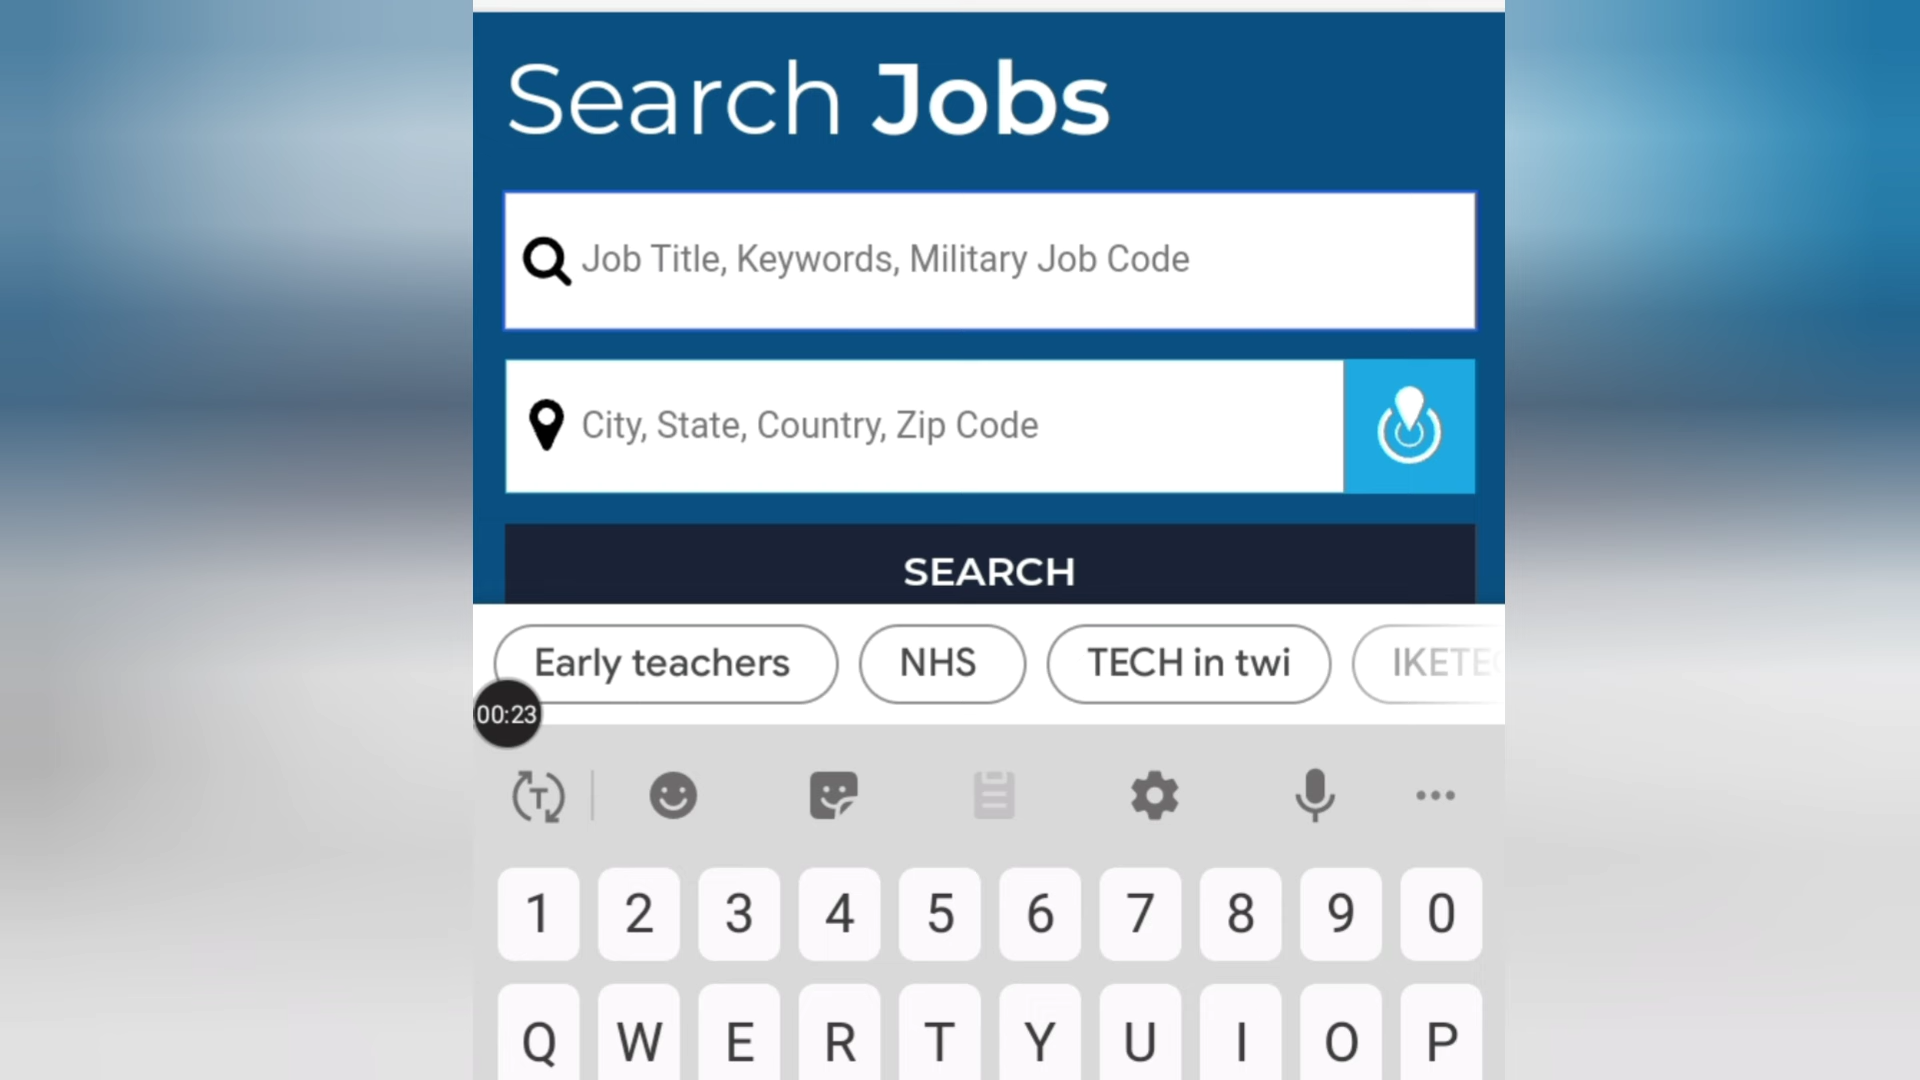 Search Jobs
Job Title, Keywords, Military Job Code
City, State, Country, Zip Code
SEARCH
Early teachers NHS TECH in twi
00:23
T
1 2 3 4 5 6 7 8 9 0
Q W E R T Y U I O P